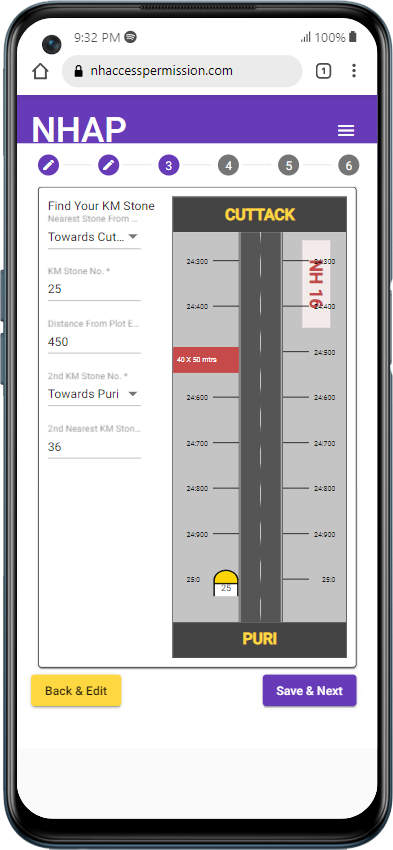 9:32 PM
100%
nhaccesspermission.com
1
NHAP
3
4
5
6
Find Your KM Stone
Nearest Stone From ...
Towards Cut...
KM Stone No. *
25
Distance From Plot E...
450
2nd KM Stone No. *
Towards Puri
2nd Nearest KM Ston...
36
CUTTACK
NH 16
24:300
24:300
24:400
24:400
24:500
40 X 50 mtrs
24:600
24:600
24:700
24:700
24:800
24:800
24:900
24:900
25:0
25
25:0
PURI
Back & Edit
Save & Next